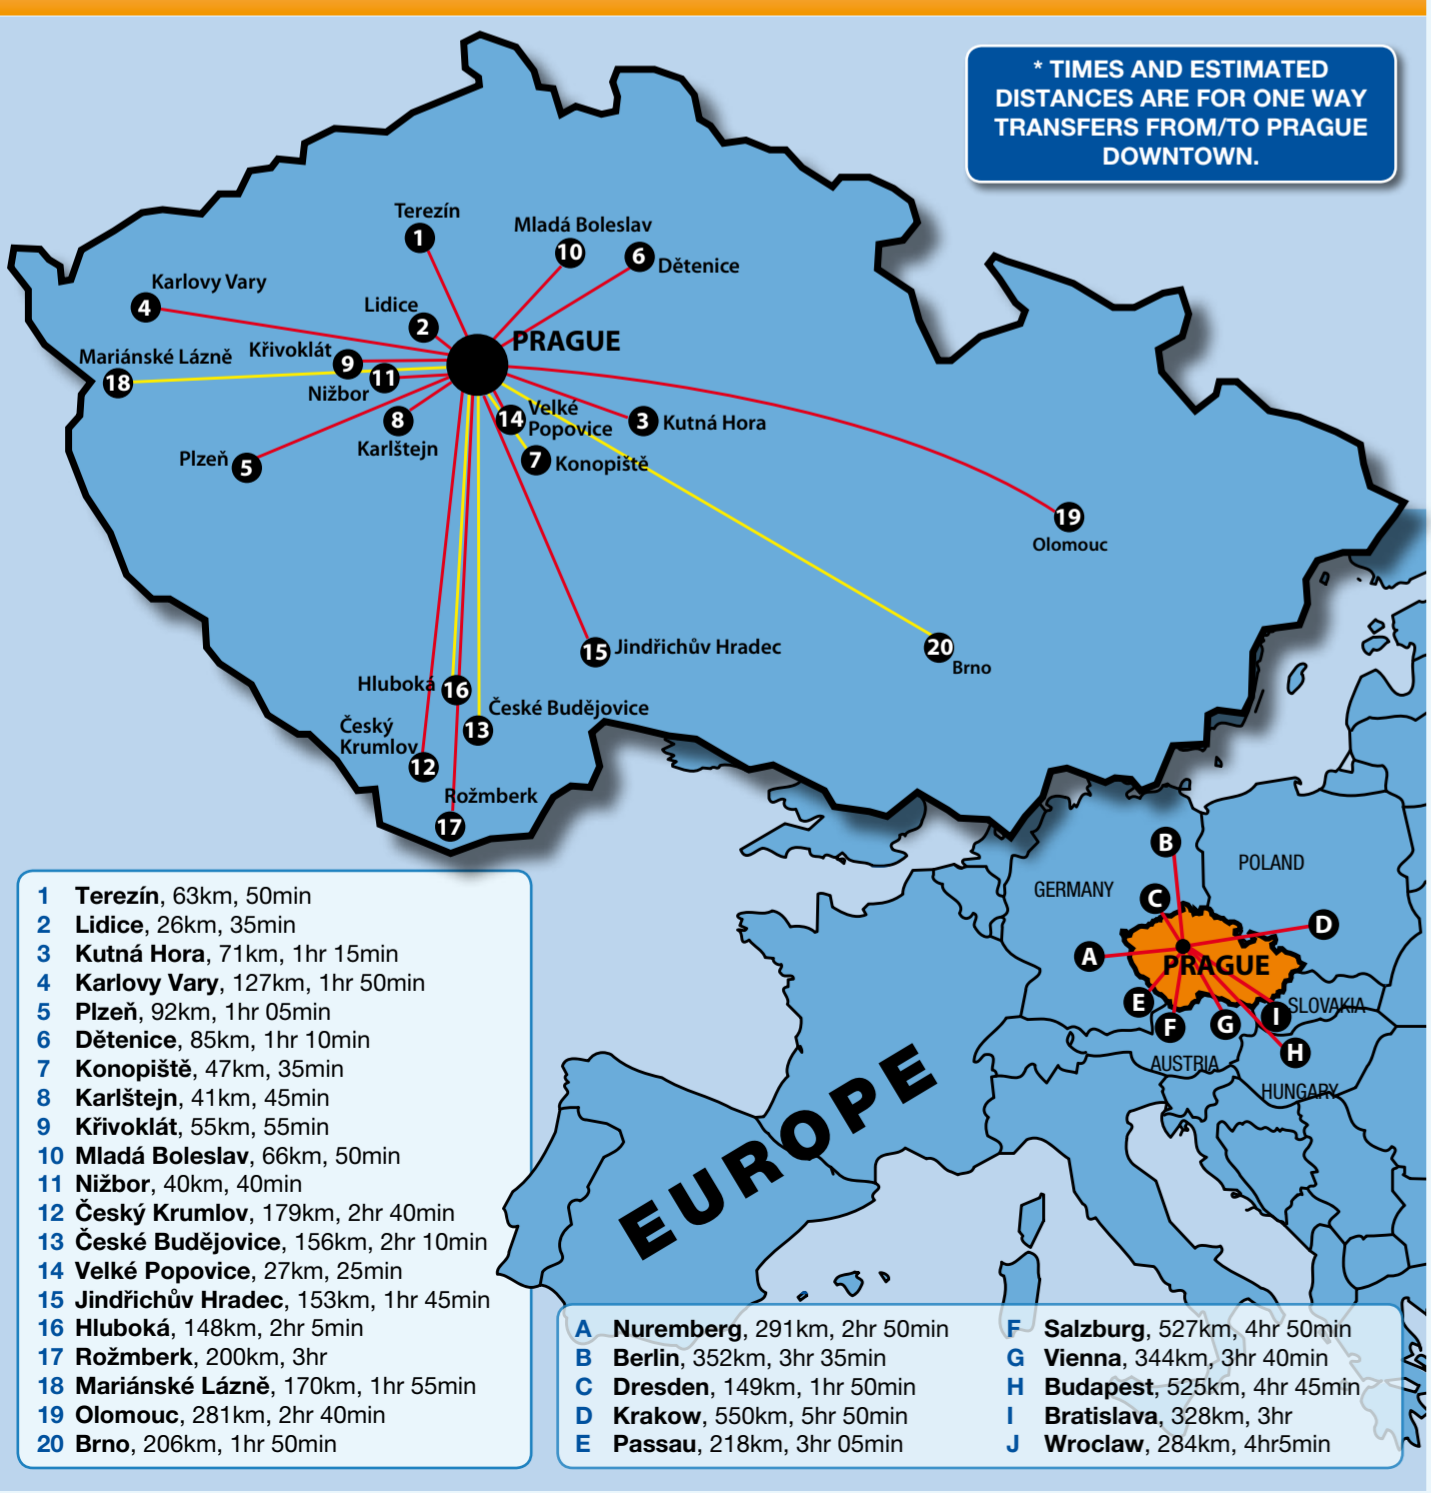 * TIMES AND ESTIMATED
DISTANCES ARE FOR ONE WAY
TRANSFERS FROM/TO PRAGUE
DOWNTOWN.
Terezín
1
Mladá Boleslav
10
6
Dětenice
Karlovy Vary
4
Lidice
2
PRAGUE
Mariánské Lázně
18
Křivoklát
9
Nižbor
11
8
Karlštejn
14
Velké
Popovice
3
Kutná Hora
Plzeň
5
7
Konopiště
19
Olomouc
15
Jindřichův Hradec
20
Brno
Hluboká
16
České Budějovice
13
Český
Krumlov
12
Rožmberk
17
1 Terezín, 63km, 50min
2 Lidice, 26km, 35min
3 Kutná Hora, 71km, 1hr 15min
4 Karlovy Vary, 127km, 1hr 50min
5 Plzeň, 92km, 1hr 05min
6 Dětenice, 85km, 1hr 10min
7 Konopiště, 47km, 35min
8 Karlštejn, 41km, 45min
9 Křivoklát, 55km, 55min
10 Mladá Boleslav, 66km, 50min
11 Nižbor, 40km, 40min
12 Český Krumlov, 179km, 2hr 40min
13 České Budějovice, 156km, 2hr 10min
14 Velké Popovice, 27km, 25min
15 Jindřichův Hradec, 153km, 1hr 45min
16 Hluboká, 148km, 2hr 5min
17 Rožmberk, 200km, 3hr
18 Mariánské Lázně, 170km, 1hr 55min
19 Olomouc, 281km, 2hr 40min
20 Brno, 206km, 1hr 50min
B
POLAND
GERMANY
C
D
A
PRAGUE
E
F
G
I
SLOVAKIA
H
AUSTRIA
HUNGARY
EUROPE
A Nuremberg, 291km, 2hr 50min
B Berlin, 352km, 3hr 35min
C Dresden, 149km, 1hr 50min
D Krakow, 550km, 5hr 50min
E Passau, 218km, 3hr 05min
F Salzburg, 527km, 4hr 50min
G Vienna, 344km, 3hr 40min
H Budapest, 525km, 4hr 45min
I Bratislava, 328km, 3hr
J Wroclaw, 284km, 4hr5min